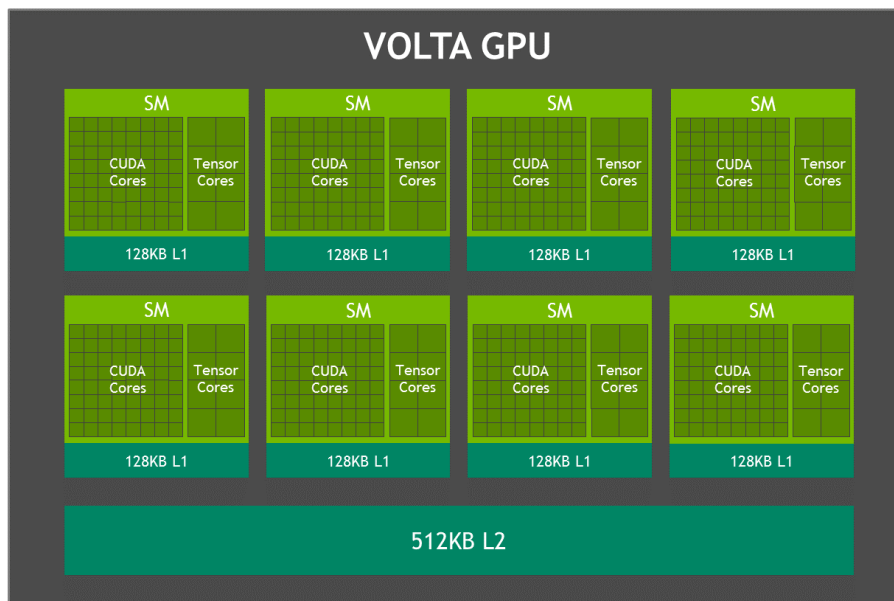 VOLTA GPU
SM SM SM SM
CUDA Tensor CUDA Tensor CUDA Tensor CUDA Tensor
Cores Cores Cores Cores Cores Cores Cores Cores
128KB L1 128KB L1 128KB L1 128KB L1
SM SM SM SM
CUDA Tensor CUDA Tensor CUDA Tensor CUDA Tensor
Cores Cores Cores Cores Cores Cores Cores Cores
128KB L1 128KB L1 128KB L1 128KB L1
512KB L2